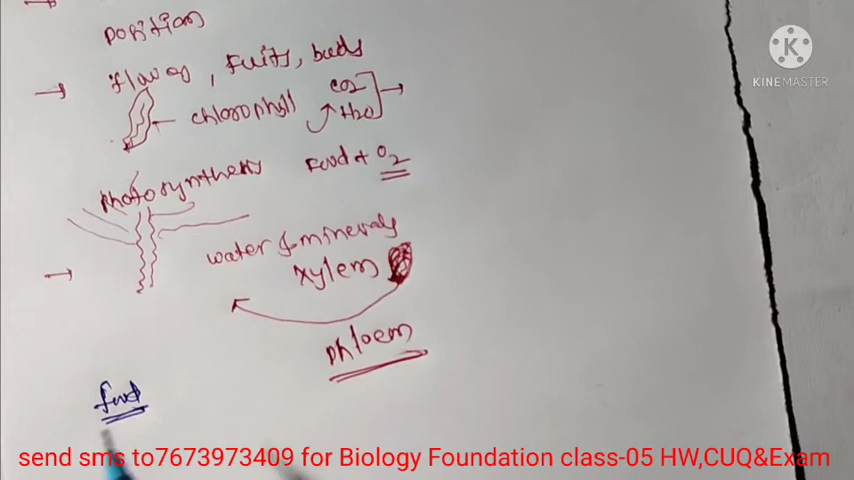 position
→ flowers, Fuits, buds
← chlorophyll
CO2
H2O
photosynthesis Food + O2
water & minerals
→ xylem
phloem
food
K
KINEMASTER
send sms to7673973409 for Biology Foundation class-05 HW,CUQ&Exam